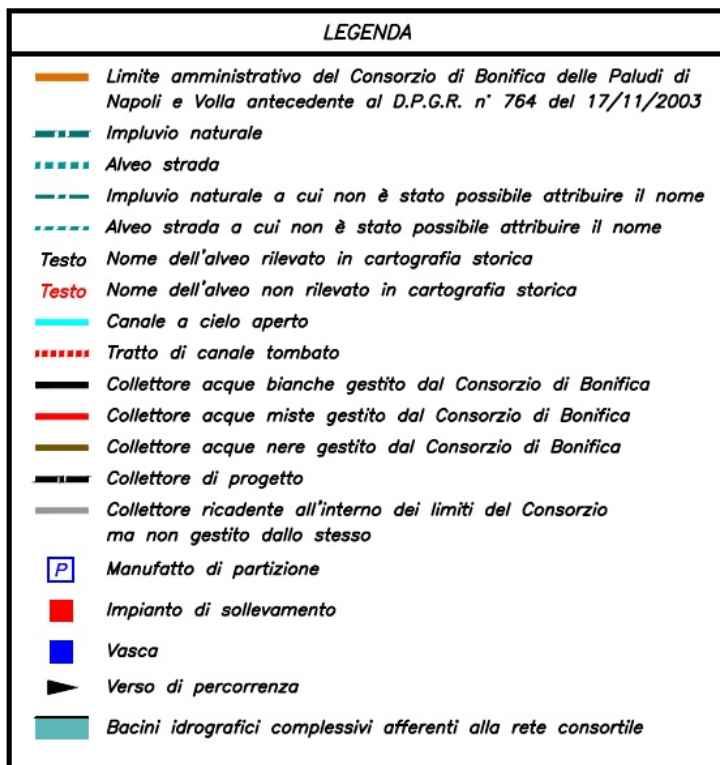 LEGENDA
Limite amministrativo del Consorzio di Bonifica delle Paludi di
Napoli e Volla antecedente al D.P.G.R. n° 764 del 17/11/2003
Impluvio naturale
Alveo strada
Impluvio naturale a cui non è stato possibile attribuire il nome
Alveo strada a cui non è stato possibile attribuire il nome
Testo Nome dell'alveo rilevato in cartografia storica
Testo Nome dell'alveo non rilevato in cartografia storica
Canale a cielo aperto
Tratto di canale tombato
Collettore acque bianche gestito dal Consorzio di Bonifica
Collettore acque miste gestito dal Consorzio di Bonifica
Collettore acque nere gestito dal Consorzio di Bonifica
Collettore di progetto
Collettore ricadente all'interno dei limiti del Consorzio
ma non gestito dallo stesso
P Manufatto di partizione
Impianto di sollevamento
Vasca
Verso di percorrenza
Bacini idrografici complessivi afferenti alla rete consortile